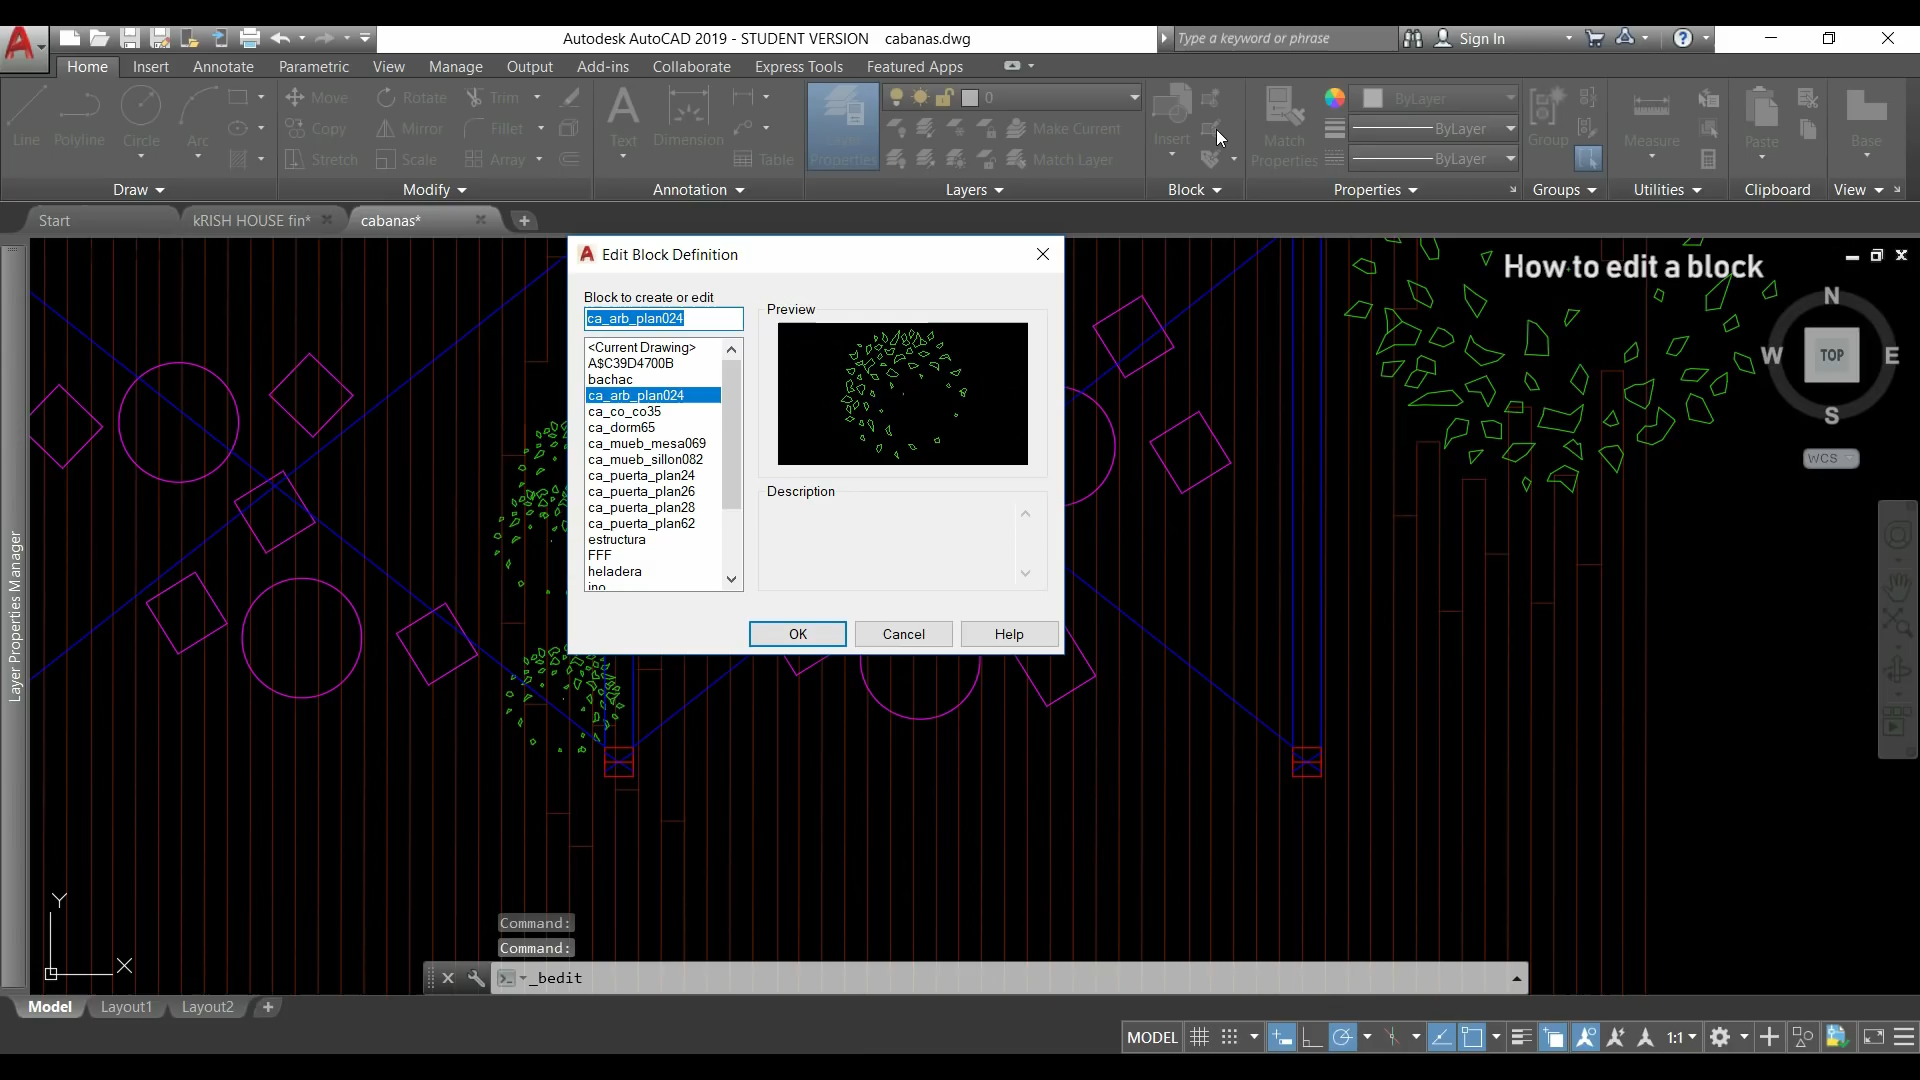 Autodesk AutoCAD 2019 - STUDENT VERSION cabanas.dwg
Type a keyword or phrase
Sign In
Home Insert Annotate Parametric View Manage Output Add-ins Collaborate Express Tools Featured Apps
Line Polyline Circle Arc
Move Rotate Trim
Copy Mirror Fillet
Stretch Scale Array
Text Dimension Table
Layer Properties
0
Make Current
Match Layer
Insert
Match Properties
ByLayer
ByLayer
ByLayer
Group Measure Paste Base
Draw Modify Annotation Layers Block Properties Groups Utilities Clipboard View
Start kRISH HOUSE fin* cabanas*
How to edit a block
Edit Block Definition
Block to create or edit
ca_arb_plan024
<Current Drawing>
A$C39D4700B
bachac
ca_arb_plan024
ca_co_co35
ca_dorm65
ca_mueb_mesa069
ca_mueb_sillon082
ca_puerta_plan24
ca_puerta_plan26
ca_puerta_plan28
ca_puerta_plan62
estructura
FFF
heladera
Preview
Description
OK Cancel Help
N
W TOP E
S
WCS
Layer Properties Manager
Y
X
Command:
Command:
_bedit
Model Layout1 Layout2
MODEL 1:1